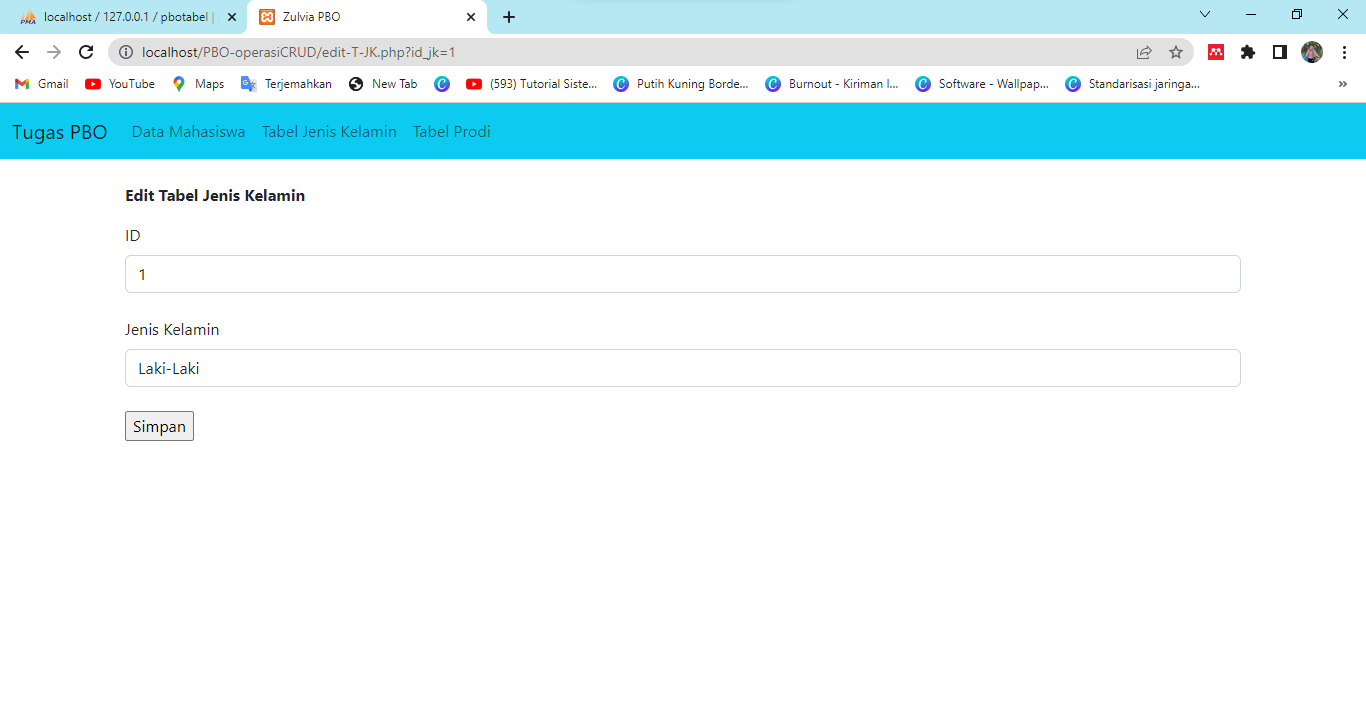 localhost / 127.0.0.1 / pbotabel |
Zulvia PBO
localhost/PBO-operasiCRUD/edit-T-JK.php?id_jk=1
Gmail YouTube Maps Terjemahkan New Tab (593) Tutorial Siste... Putih Kuning Borde... Burnout - Kiriman I... Software - Wallpap... Standarisasi jaringa... »
Tugas PBO Data Mahasiswa Tabel Jenis Kelamin Tabel Prodi
Edit Tabel Jenis Kelamin
ID
1
Jenis Kelamin
Laki-Laki
Simpan